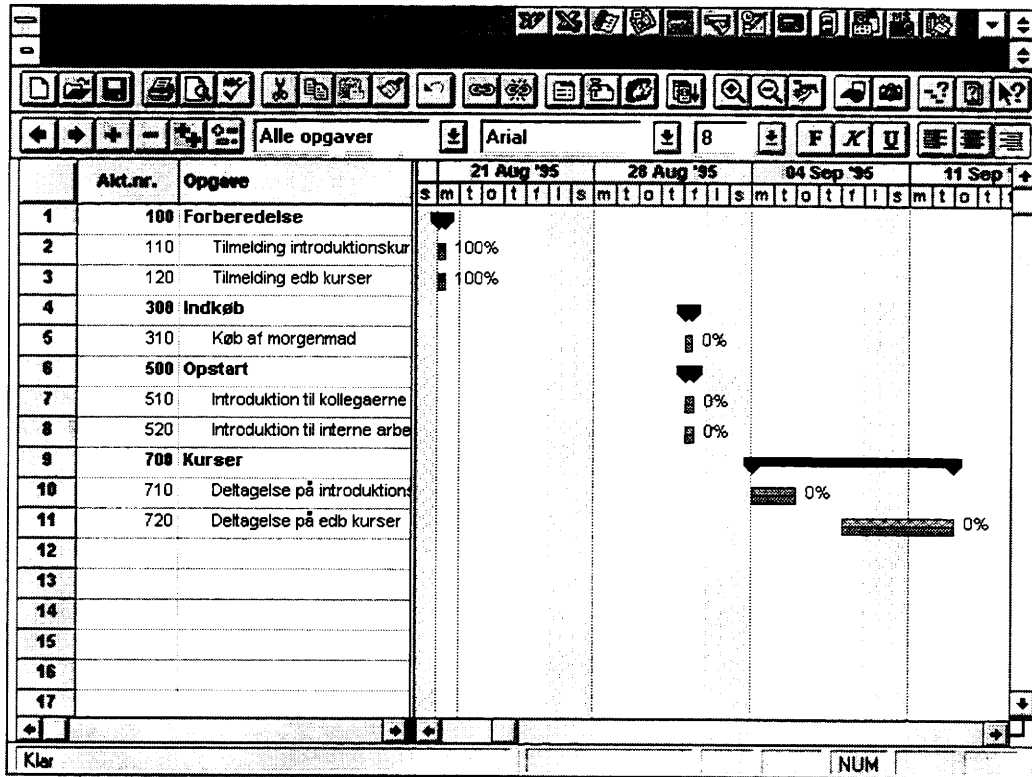 Alle opgaver Arial 8 F K U
Akt.nr. Opgave 21 Aug '95 28 Aug '95 04 Sep '95 11 Sep '
s m t o t f l s m t o t f l s m t o t f l s m t o t f
1 100 Forberedelse
2 110 Tilmelding introduktionskur 100%
3 120 Tilmelding edb kurser 100%
4 300 Indkøb
5 310 Køb af morgenmad 0%
6 500 Opstart
7 510 Introduktion til kollegaerne 0%
8 520 Introduktion til interne arbe 0%
9 700 Kurser
10 710 Deltagelse på introduktions 0%
11 720 Deltagelse på edb kurser 0%
12
13
14
15
16
17
Klar NUM